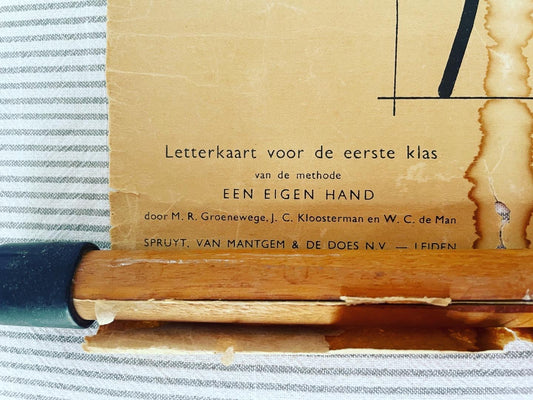 Letterkaart voor de eerste klas
van de methode
EEN EIGEN HAND
door M. R. Groenewege, J. C. Kloosterman en W. C. de Man
SPRUYT, VAN MANTGEM & DE DOES N.V. — LEIDEN